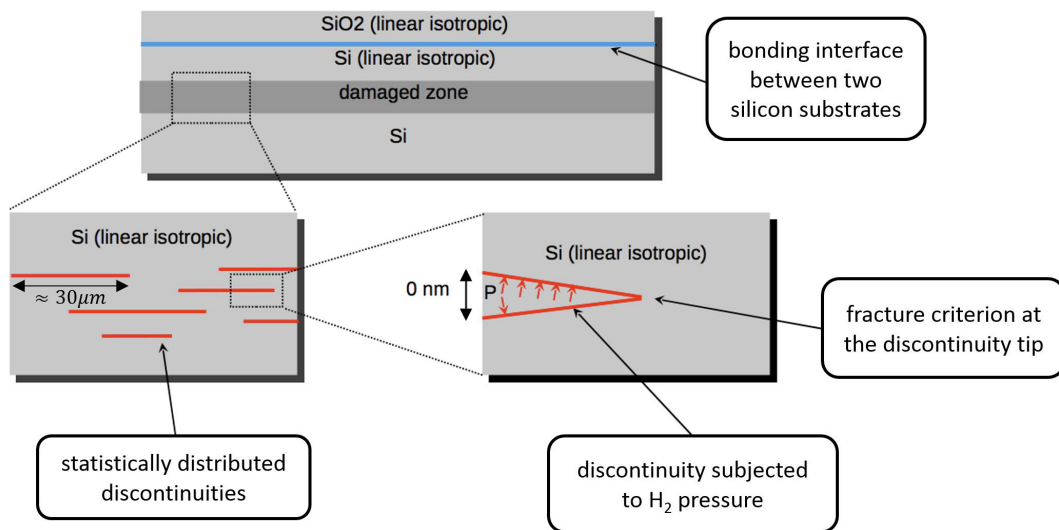 SiO2 (linear isotropic)
Si (linear isotropic)
damaged zone
Si
bonding interface
between two
silicon substrates
Si (linear isotropic)
≈ 30μm
statistically distributed
discontinuities
Si (linear isotropic)
0 nm
P
fracture criterion at
the discontinuity tip
discontinuity subjected
to H₂ pressure